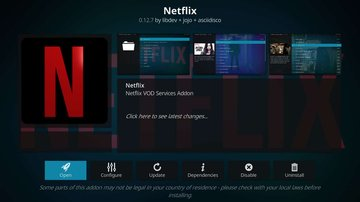 Netflix
0.12.7 by libdev • jojo • asciidisco
N
Netflix
Netflix VOD Services Addon
Click here to see latest changes...
Open
Configure
Update
Dependencies
Disable
Uninstall
Some parts of this addon may not be legal in your country of residence - please check with your local laws before
installing.